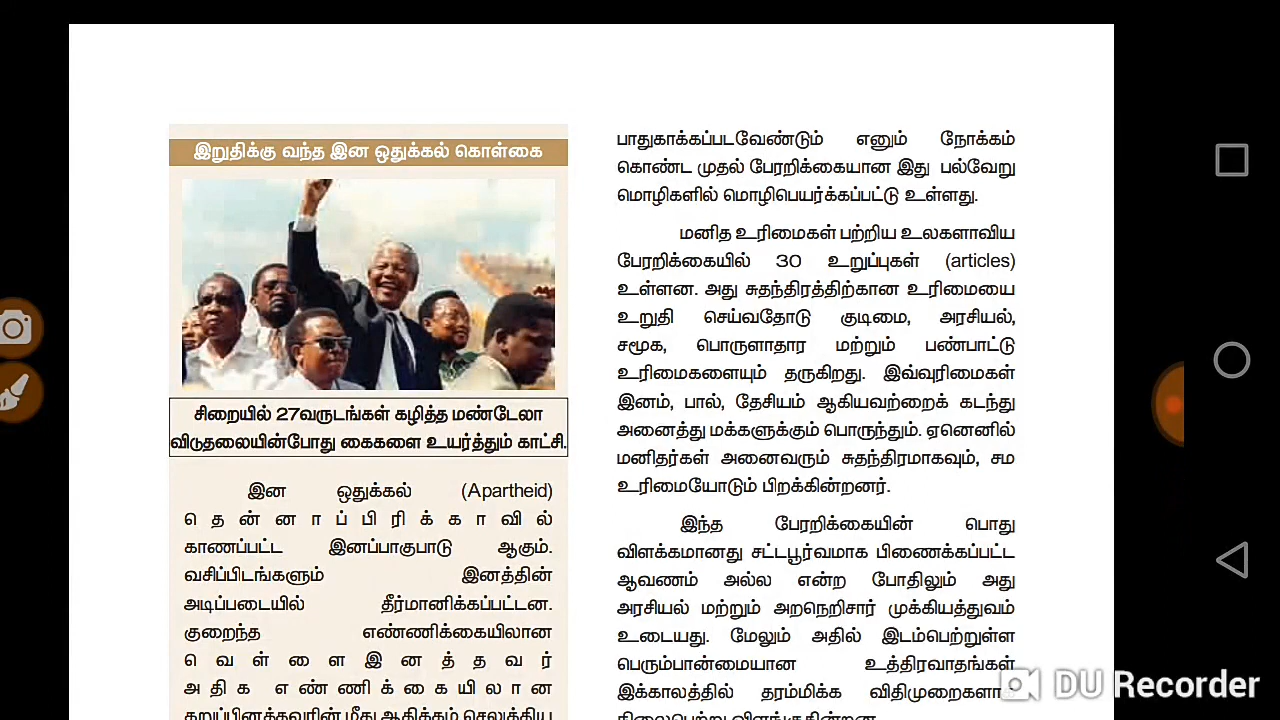 இறுதிக்கு வந்த இன ஒதுக்கல் கொள்கை
சிறையில் 27வருடங்கள் கழித்த மண்டேலா
விடுதலையின்போது கைகளை உயர்த்தும் காட்சி.
இன ஒதுக்கல் (Apartheid)
தென்னாப்பிரிக்காவில்
காணப்பட்ட இனப்பாகுபாடு ஆகும்.
வசிப்பிடங்களும் இனத்தின்
அடிப்படையில் தீர்மானிக்கப்பட்டன.
குறைந்த எண்ணிக்கையிலான
வெள்ளைஇனத்தவர்
அதிக எண்ணிக்கையிலான
கறுப்பினத்தவரின் மீது ஆதிக்கம் செலுத்திய
பாதுகாக்கப்படவேண்டும் எனும் நோக்கம்
கொண்ட முதல் பேரறிக்கையான இது பல்வேறு
மொழிகளில் மொழிபெயர்க்கப்பட்டு உள்ளது.
மனித உரிமைகள் பற்றிய உலகளாவிய
பேரறிக்கையில் 30 உறுப்புகள் (articles)
உள்ளன. அது சுதந்திரத்திற்கான உரிமையை
உறுதி செய்வதோடு குடிமை, அரசியல்,
சமூக, பொருளாதார மற்றும் பண்பாட்டு
உரிமைகளையும் தருகிறது. இவ்வுரிமைகள்
இனம், பால், தேசியம் ஆகியவற்றைக் கடந்து
அனைத்து மக்களுக்கும் பொருந்தும். ஏனெனில்
மனிதர்கள் அனைவரும் சுதந்திரமாகவும், சம
உரிமையோடும் பிறக்கின்றனர்.
இந்த பேரறிக்கையின் பொது
விளக்கமானது சட்டபூர்வமாக பிணைக்கப்பட்ட
ஆவணம் அல்ல என்ற போதிலும் அது
அரசியல் மற்றும் அறநெறிசார் முக்கியத்துவம்
உடையது. மேலும் அதில் இடம்பெற்றுள்ள
பெரும்பான்மையான உத்திரவாதங்கள்
இக்காலத்தில் தரம்மிக்க விதிமுறைகளாக
நிலைபெற்று விளங்குகின்றன.
DU Recorder